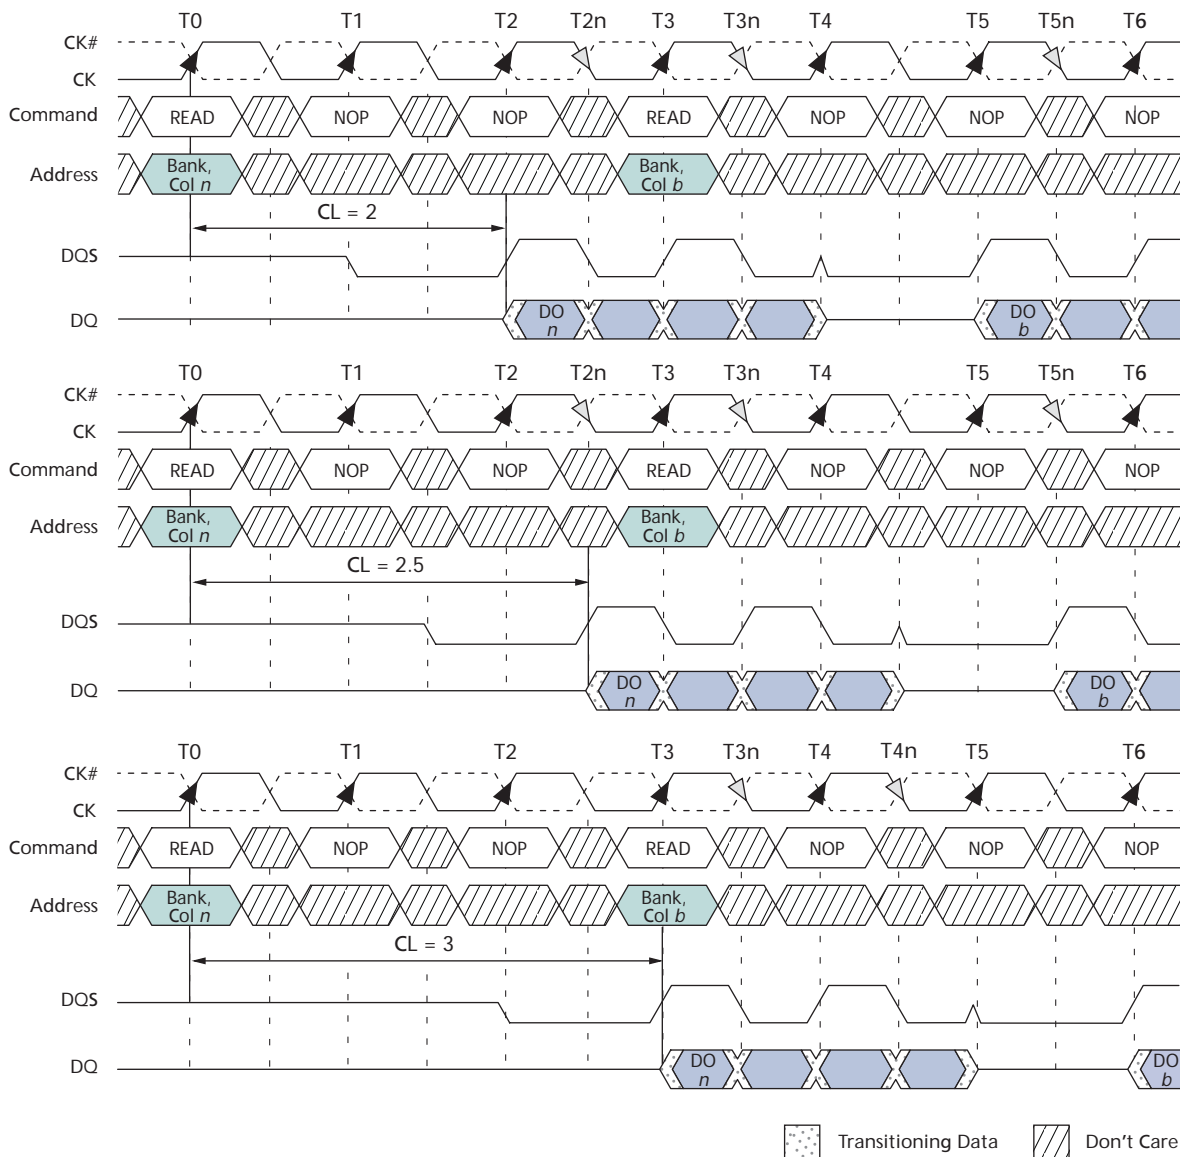 T0 T1 T2 T2n T3 T3n T4 T5 T5n T6
CK#
CK
Command READ NOP NOP READ NOP NOP NOP
Address Bank, Col n Bank, Col b
CL = 2
DQS
DQ DO n DO b
T0 T1 T2 T2n T3 T3n T4 T5 T5n T6
CK#
CK
Command READ NOP NOP READ NOP NOP NOP
Address Bank, Col n Bank, Col b
CL = 2.5
DQS
DQ DO n DO b
T0 T1 T2 T3 T3n T4 T4n T5 T6
CK#
CK
Command READ NOP NOP READ NOP NOP NOP
Address Bank, Col n Bank, Col b
CL = 3
DQS
DQ DO n DO b
Transitioning Data Don't Care